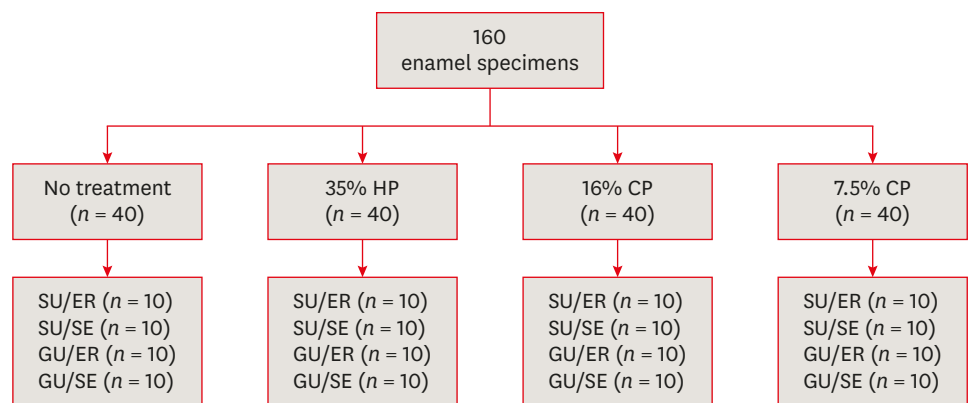 160
enamel specimens
No treatment
(n = 40)
35% HP
(n = 40)
16% CP
(n = 40)
7.5% CP
(n = 40)
SU/ER (n = 10)
SU/SE (n = 10)
GU/ER (n = 10)
GU/SE (n = 10)
SU/ER (n = 10)
SU/SE (n = 10)
GU/ER (n = 10)
GU/SE (n = 10)
SU/ER (n = 10)
SU/SE (n = 10)
GU/ER (n = 10)
GU/SE (n = 10)
SU/ER (n = 10)
SU/SE (n = 10)
GU/ER (n = 10)
GU/SE (n = 10)